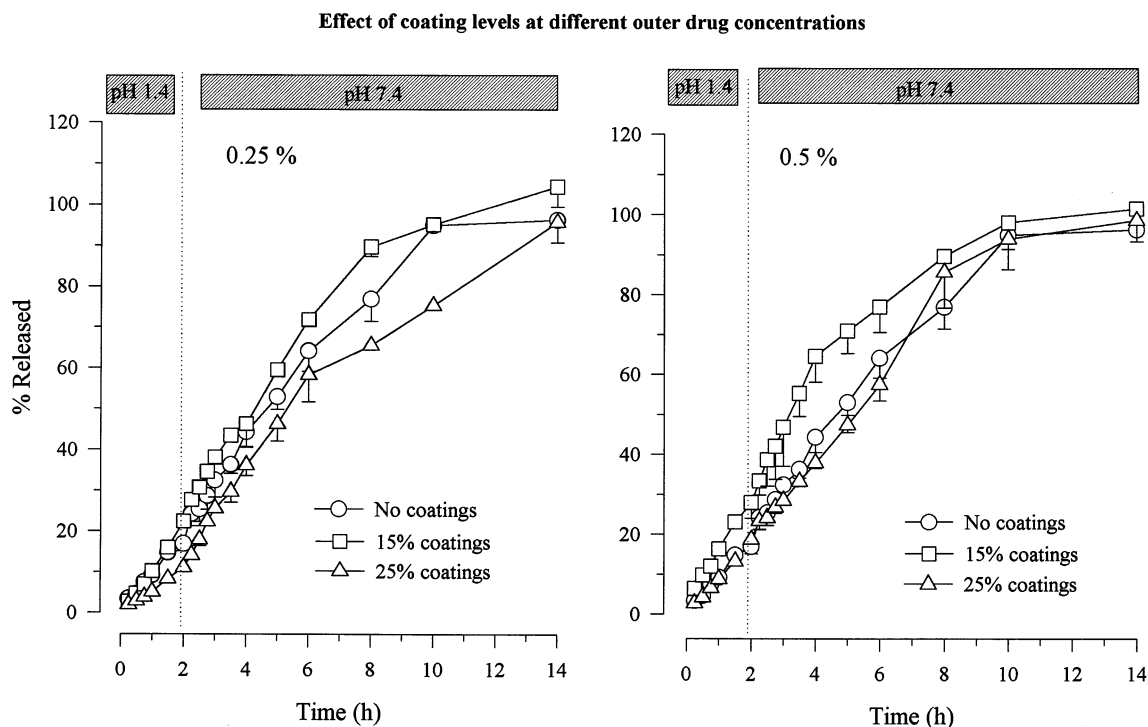 Effect of coating levels at different outer drug concentrations
pH 1.4
pH 7.4
0.25 %
120
100
80
60
40
20
0
% Released
No coatings
15% coatings
25% coatings
0 2 4 6 8 10 12 14
Time (h)
pH 1.4
pH 7.4
0.5 %
120
100
80
60
40
20
0
No coatings
15% coatings
25% coatings
0 2 4 6 8 10 12 14
Time (h)